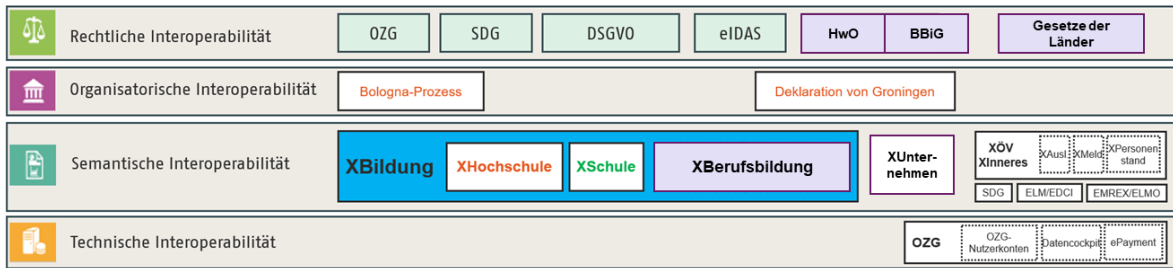 Rechtliche Interoperabilität
OZG
SDG
DSGVO
eIDAS
HwO
BBiG
Gesetze der
Länder
Organisatorische Interoperabilität
Bologna-Prozess
Deklaration von Groningen
Semantische Interoperabilität
XBildung
XHochschule
XSchule
XBerufsbildung
XUnter-
nehmen
XÖV
XInneres
XAusl
XMeld
XPersonen
stand
SDG
ELM/EDCI
EMREX/ELMO
Technische Interoperabilität
OZG
OZG-
Nutzerkonten
Datencockpit
ePayment